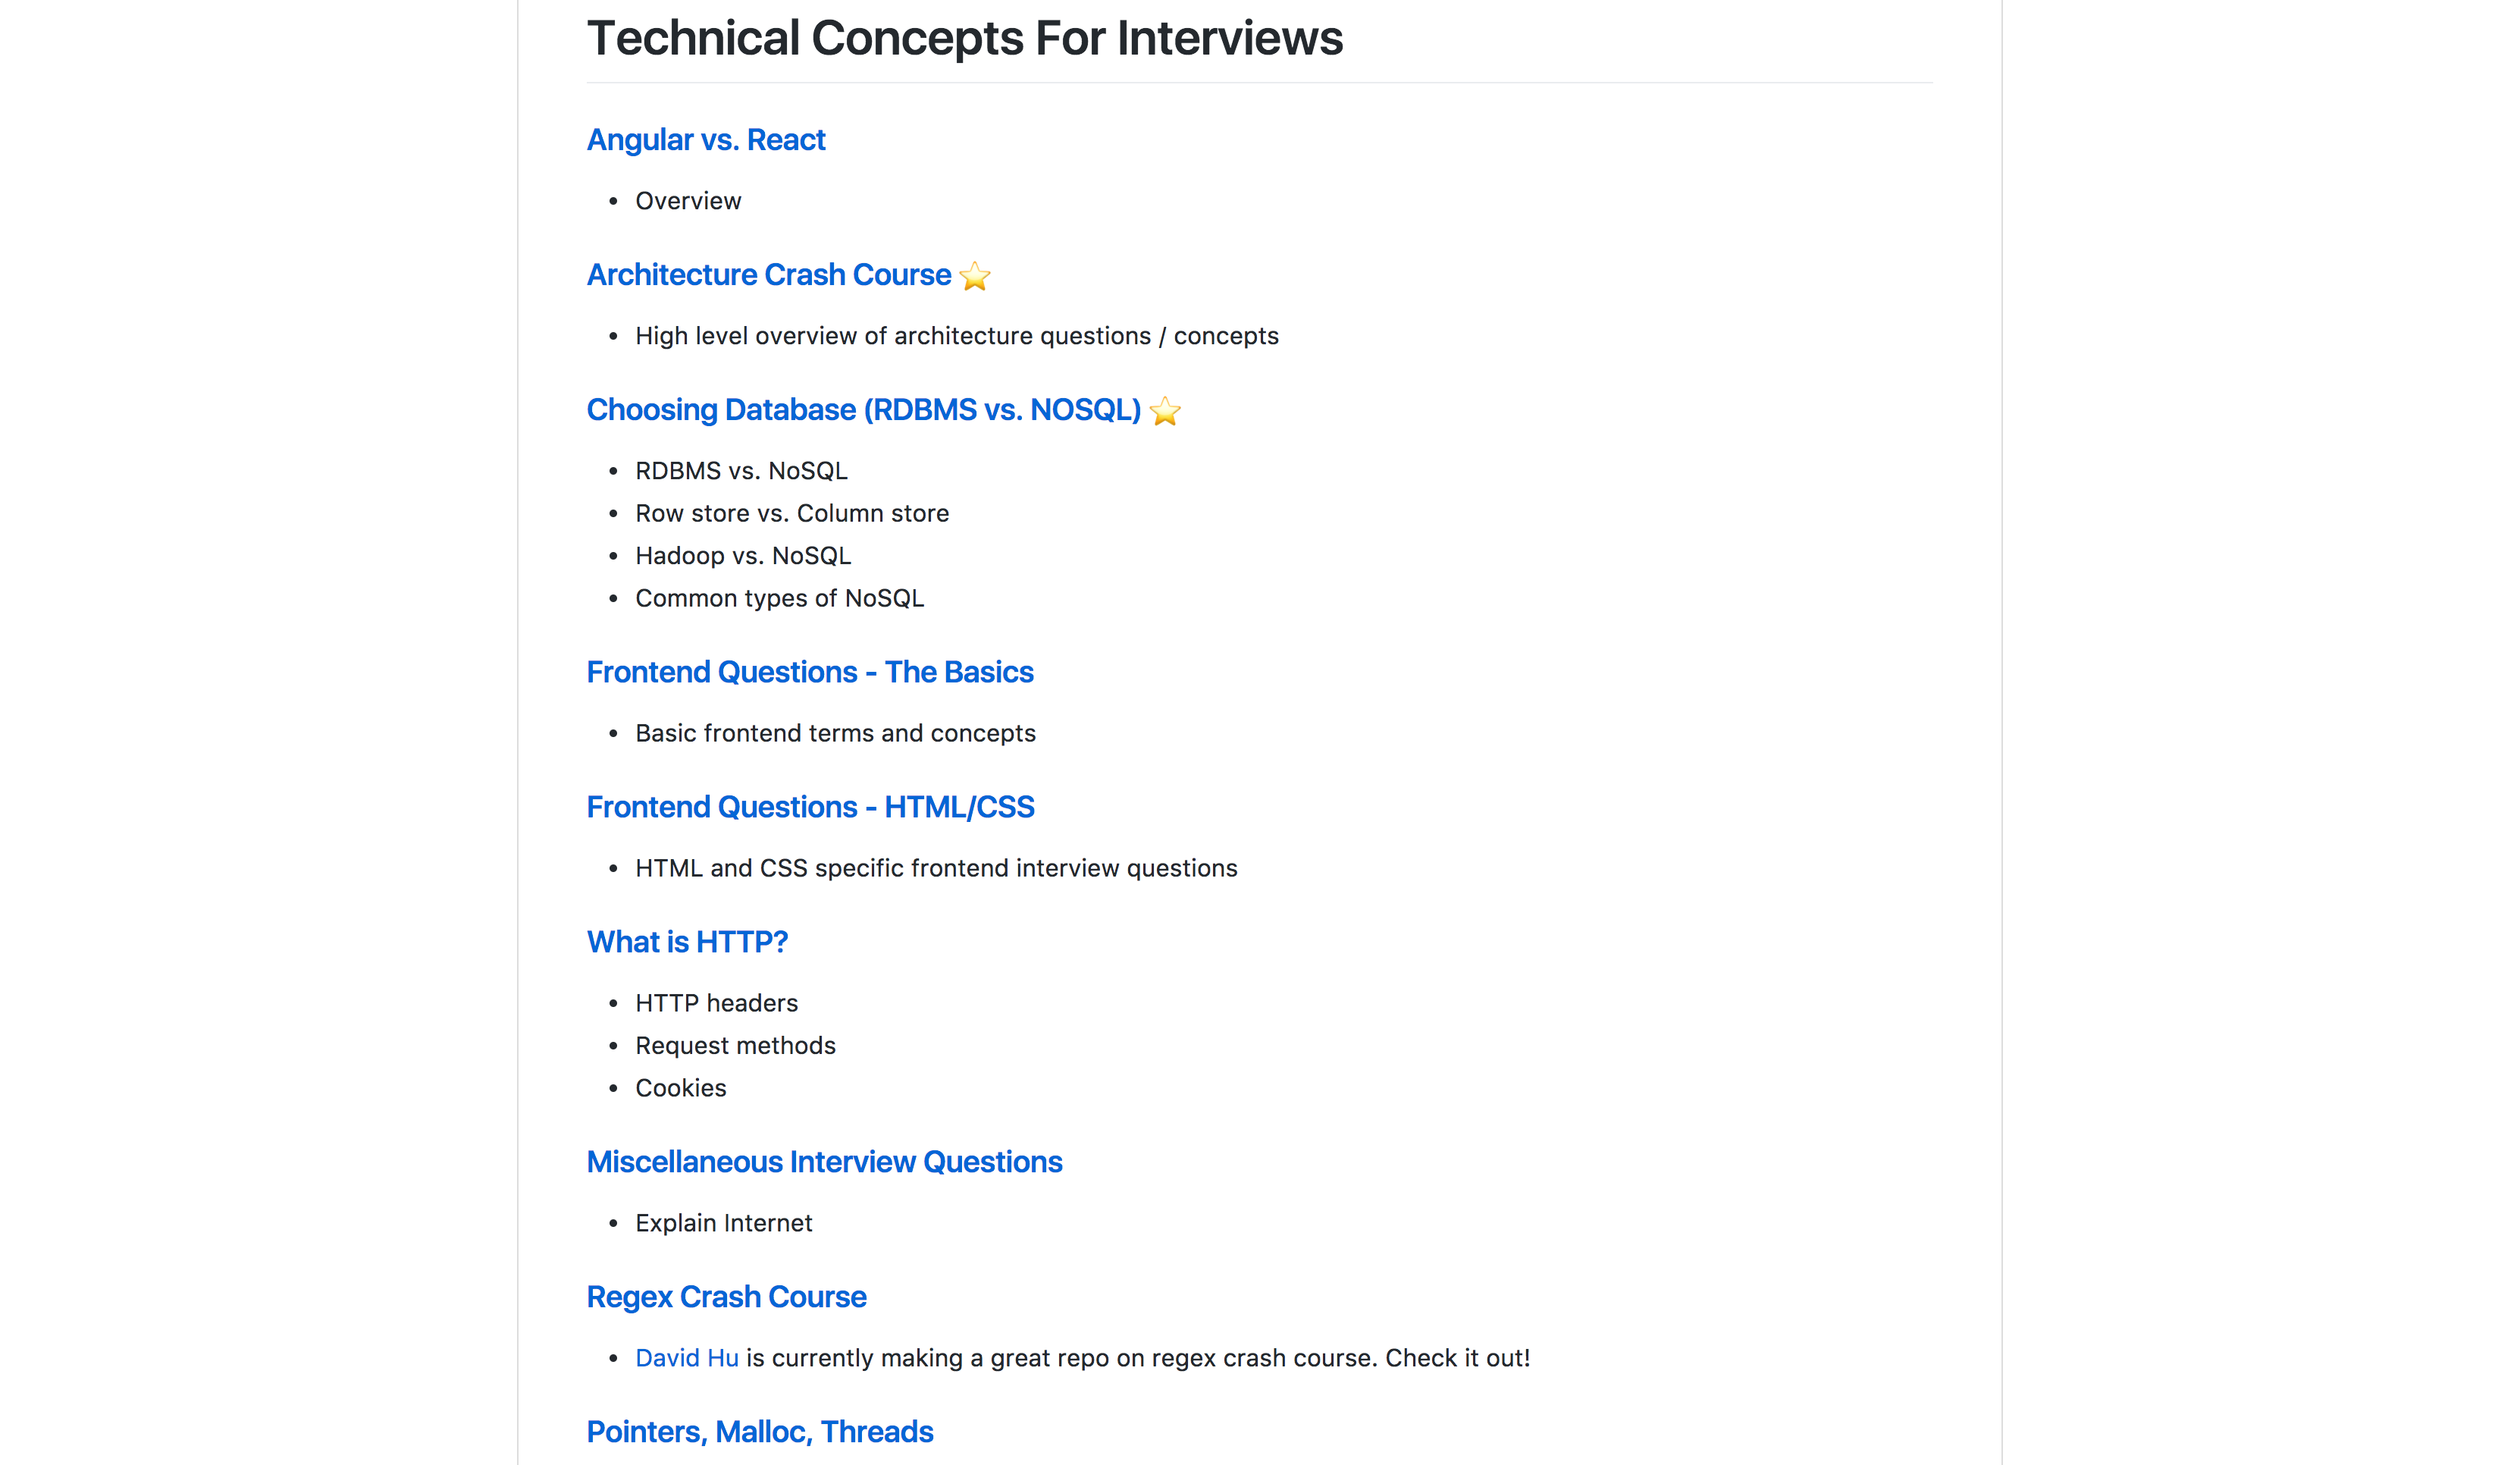 Technical Concepts For Interviews
Angular vs. React
• Overview
Architecture Crash Course ⭐
• High level overview of architecture questions / concepts
Choosing Database (RDBMS vs. NOSQL) ⭐
• RDBMS vs. NoSQL
• Row store vs. Column store
• Hadoop vs. NoSQL
• Common types of NoSQL
Frontend Questions - The Basics
• Basic frontend terms and concepts
Frontend Questions - HTML/CSS
• HTML and CSS specific frontend interview questions
What is HTTP?
• HTTP headers
• Request methods
• Cookies
Miscellaneous Interview Questions
• Explain Internet
Regex Crash Course
• David Hu is currently making a great repo on regex crash course. Check it out!
Pointers, Malloc, Threads